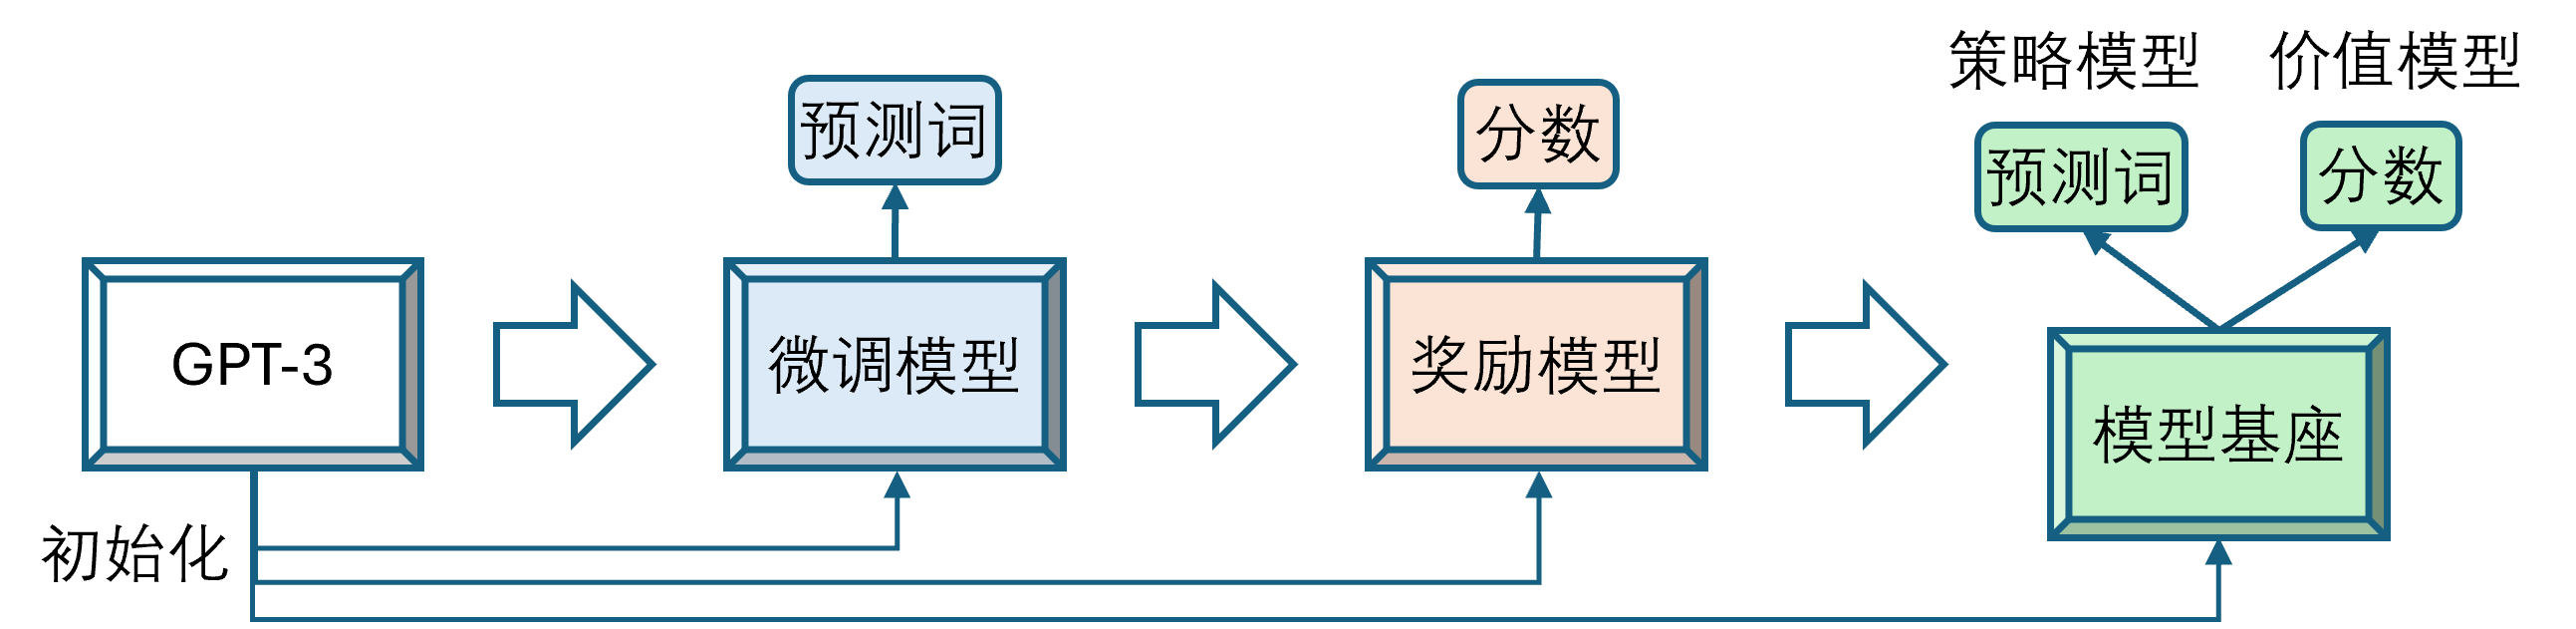 策略模型
价值模型
预测词
分数
预测词
分数
GPT-3
微调模型
奖励模型
模型基座
初始化